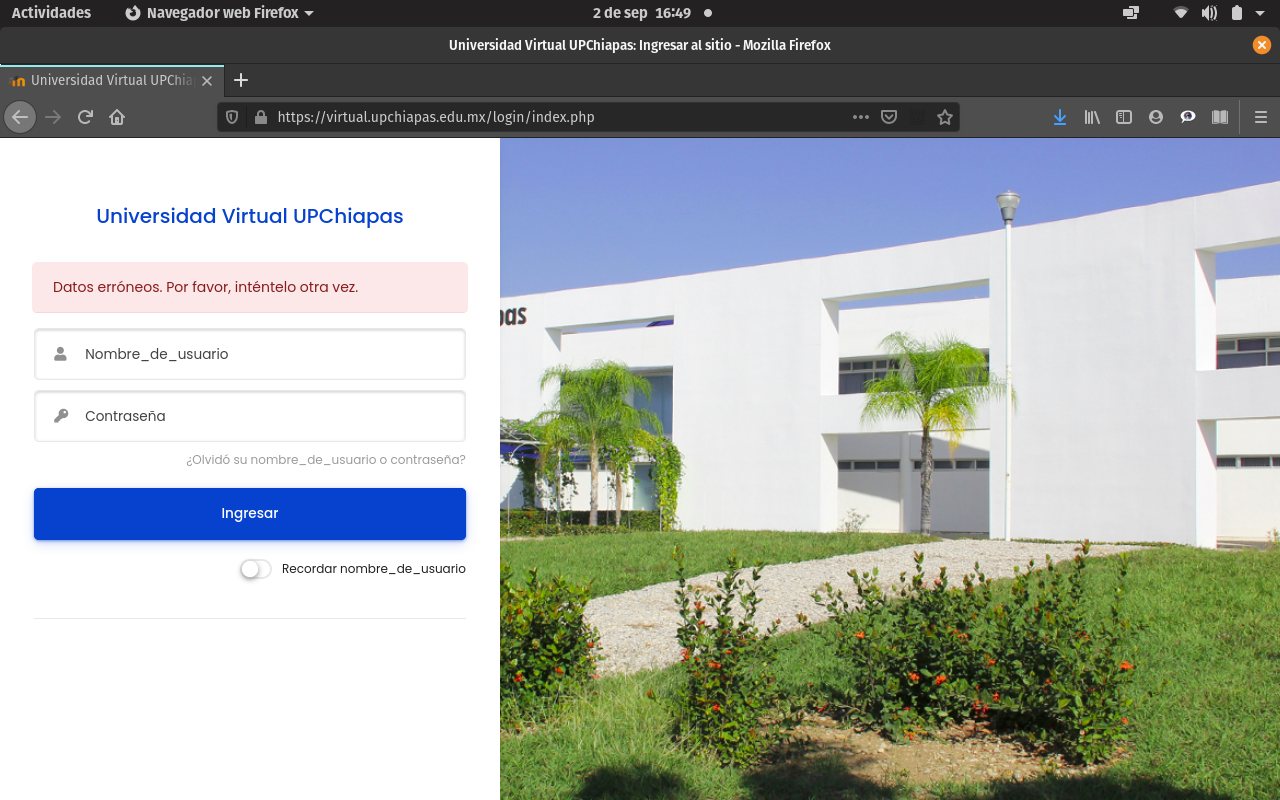 Actividades
Navegador web Firefox
2 de sep 16:49
Universidad Virtual UPChiapas: Ingresar al sitio - Mozilla Firefox
Universidad Virtual UPChia
https://virtual.upchiapas.edu.mx/login/index.php
Universidad Virtual UPChiapas
Datos erróneos. Por favor, inténtelo otra vez.
Nombre_de_usuario
Contraseña
¿Olvidó su nombre_de_usuario o contraseña?
Ingresar
Recordar nombre_de_usuario
pas